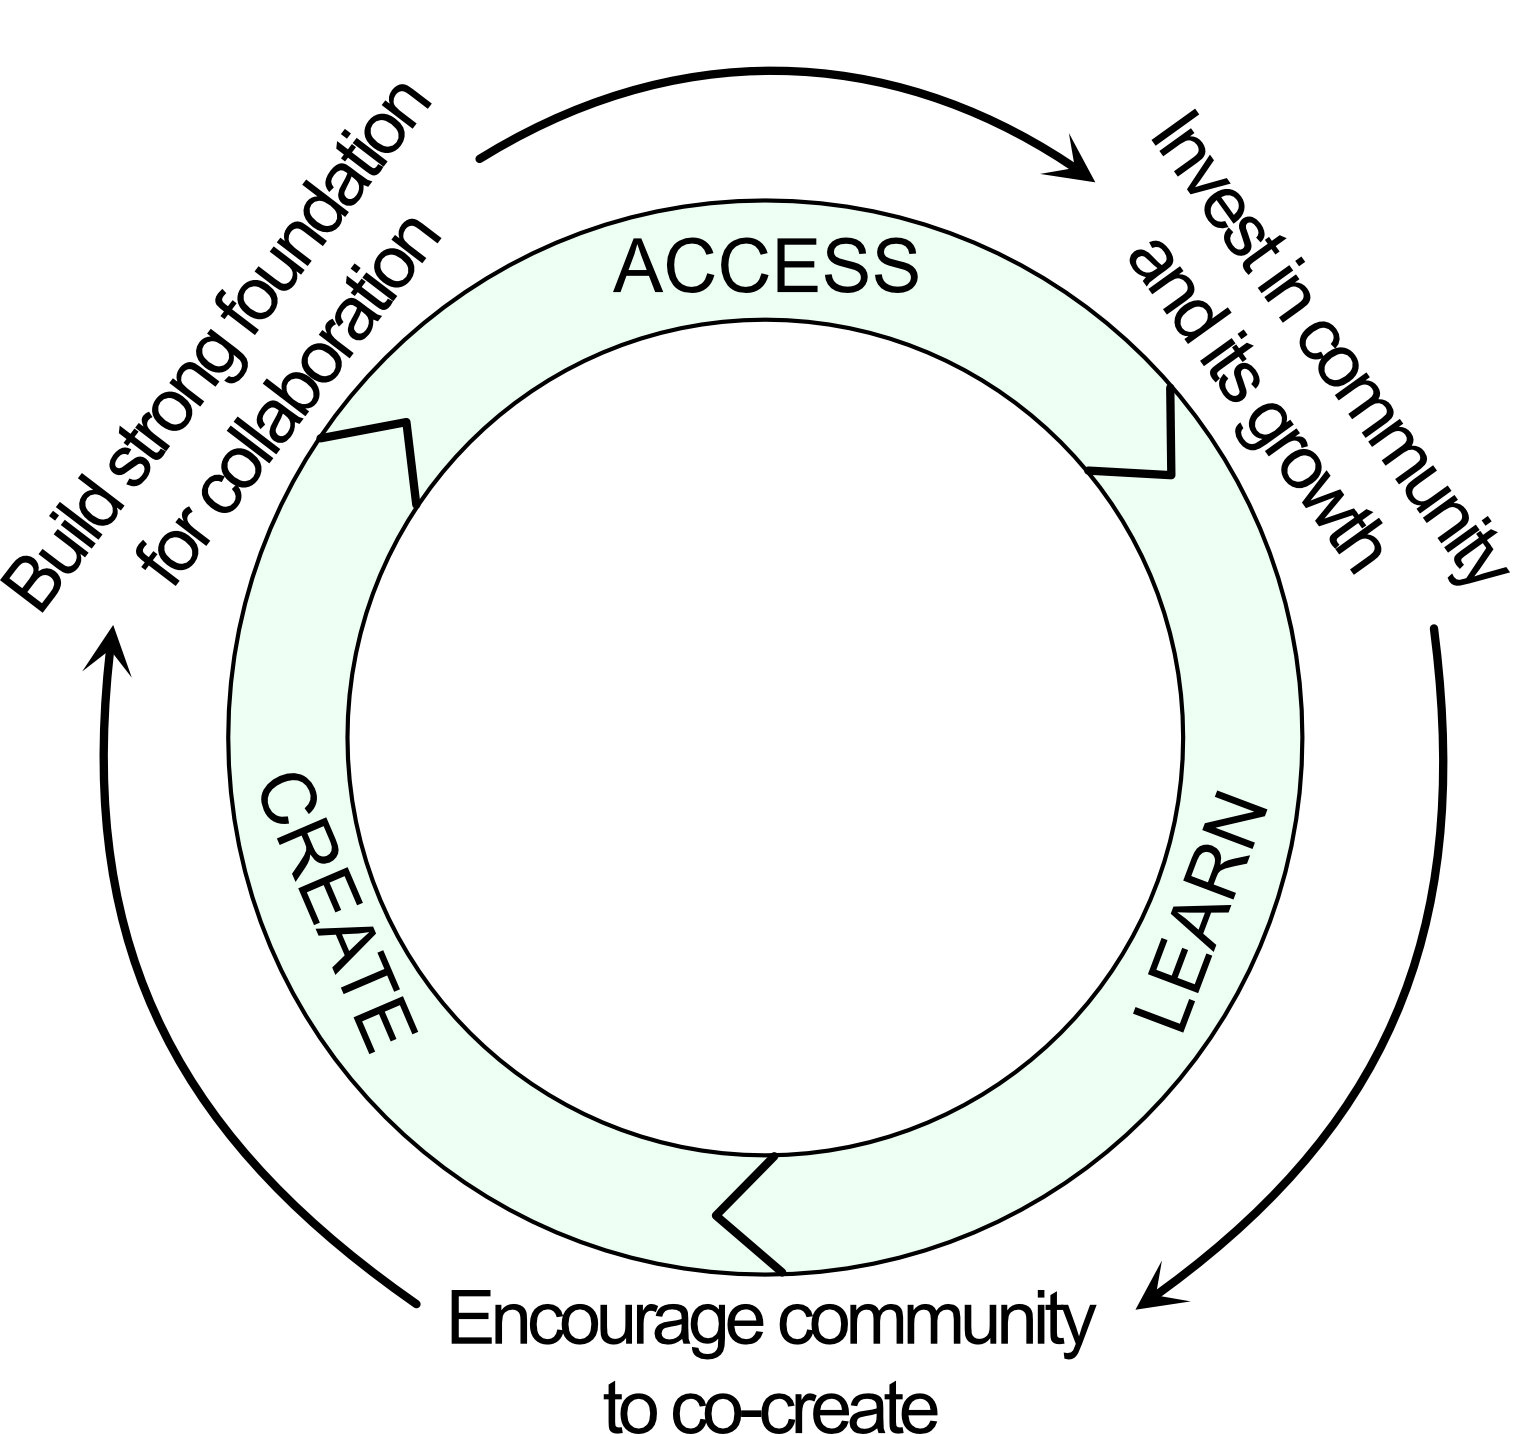 Build strong foundation
for collaboration
Invest in community
and its growth
ACCESS
LEARN
CREATE
Encourage community
to co-create